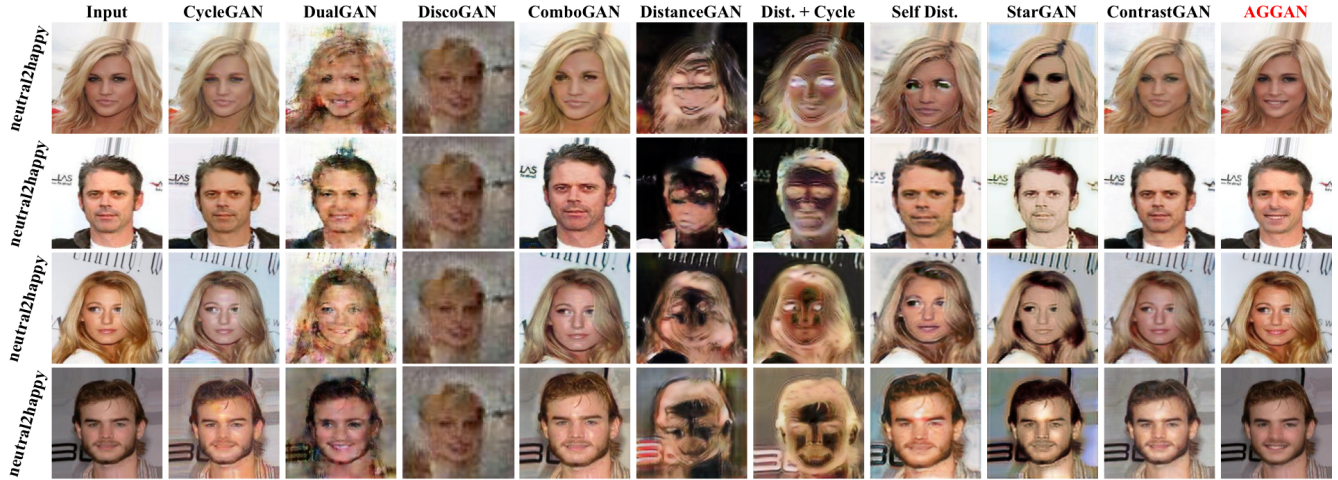 Input CycleGAN DualGAN DiscoGAN ComboGAN DistanceGAN Dist. + Cycle Self Dist. StarGAN ContrastGAN AGGAN
neutral2happy
neutral2happy
neutral2happy
neutral2happy